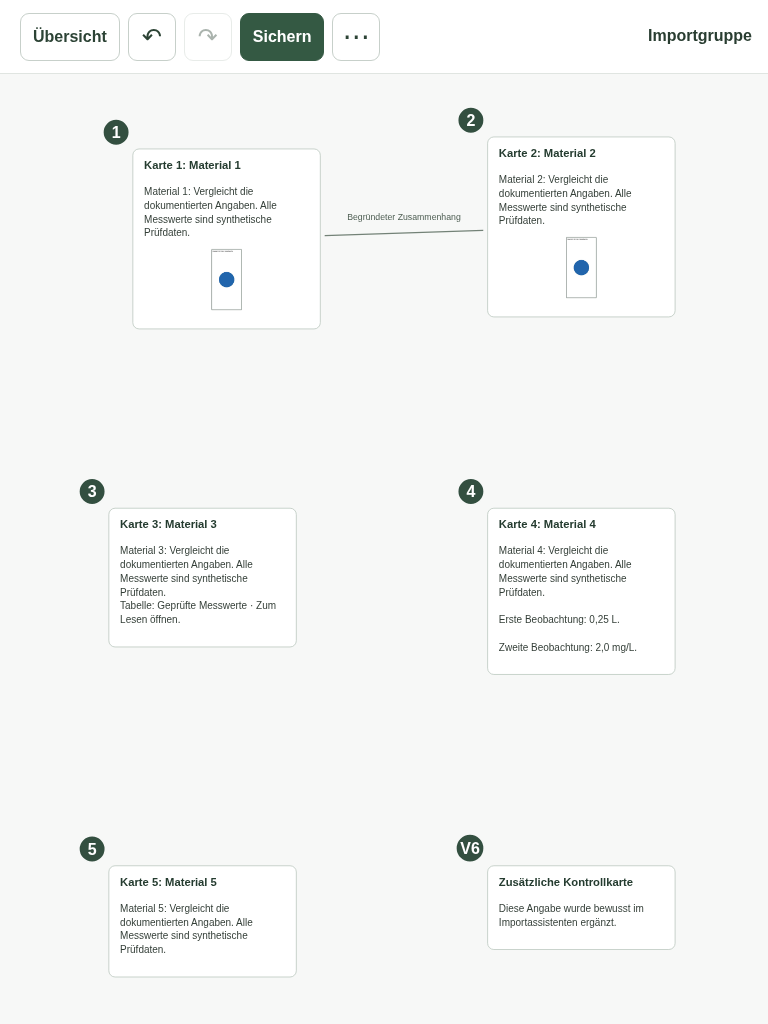 Übersicht
Sichern
...
Importgruppe
1
Karte 1: Material 1
Material 1: Vergleicht die
dokumentierten Angaben. Alle
Messwerte sind synthetische
Prüfdaten.
Begründeter Zusammenhang
2
Karte 2: Material 2
Material 2: Vergleicht die
dokumentierten Angaben. Alle
Messwerte sind synthetische
Prüfdaten.
3
Karte 3: Material 3
Material 3: Vergleicht die
dokumentierten Angaben. Alle
Messwerte sind synthetische
Prüfdaten.
Tabelle: Geprüfte Messwerte · Zum
Lesen öffnen.
4
Karte 4: Material 4
Material 4: Vergleicht die
dokumentierten Angaben. Alle
Messwerte sind synthetische
Prüfdaten.
Erste Beobachtung: 0,25 L.
Zweite Beobachtung: 2,0 mg/L.
5
Karte 5: Material 5
Material 5: Vergleicht die
dokumentierten Angaben. Alle
Messwerte sind synthetische
Prüfdaten.
V6
Zusätzliche Kontrollkarte
Diese Angabe wurde bewusst im
Importassistenten ergänzt.